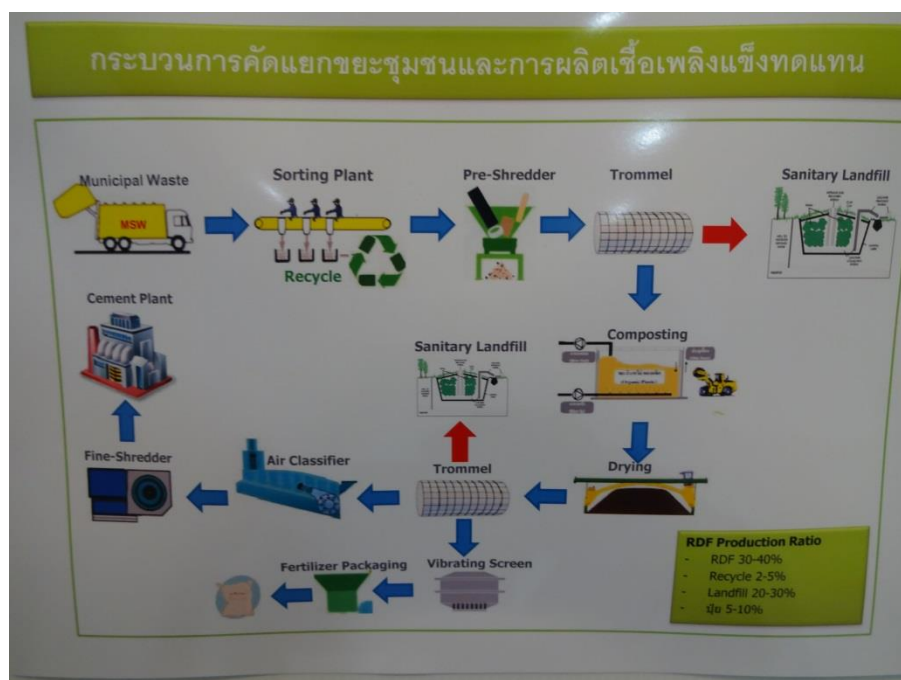 กระบวนการคัดแยกขยะชุมชนและการผลิตเชื้อเพลิงแข็งทดแทน
Municipal Waste
Sorting Plant
Pre-Shredder
Trommel
Sanitary Landfill
MSW
Recycle
Cement Plant
Sanitary Landfill
Composting
Fine-Shredder
Air Classifier
Trommel
Drying
Fertilizer Packaging
Vibrating Screen
RDF Production Ratio
- RDF 30-40%
- Recycle 2-5%
- Landfill 20-30%
- ปุ๋ย 5-10%